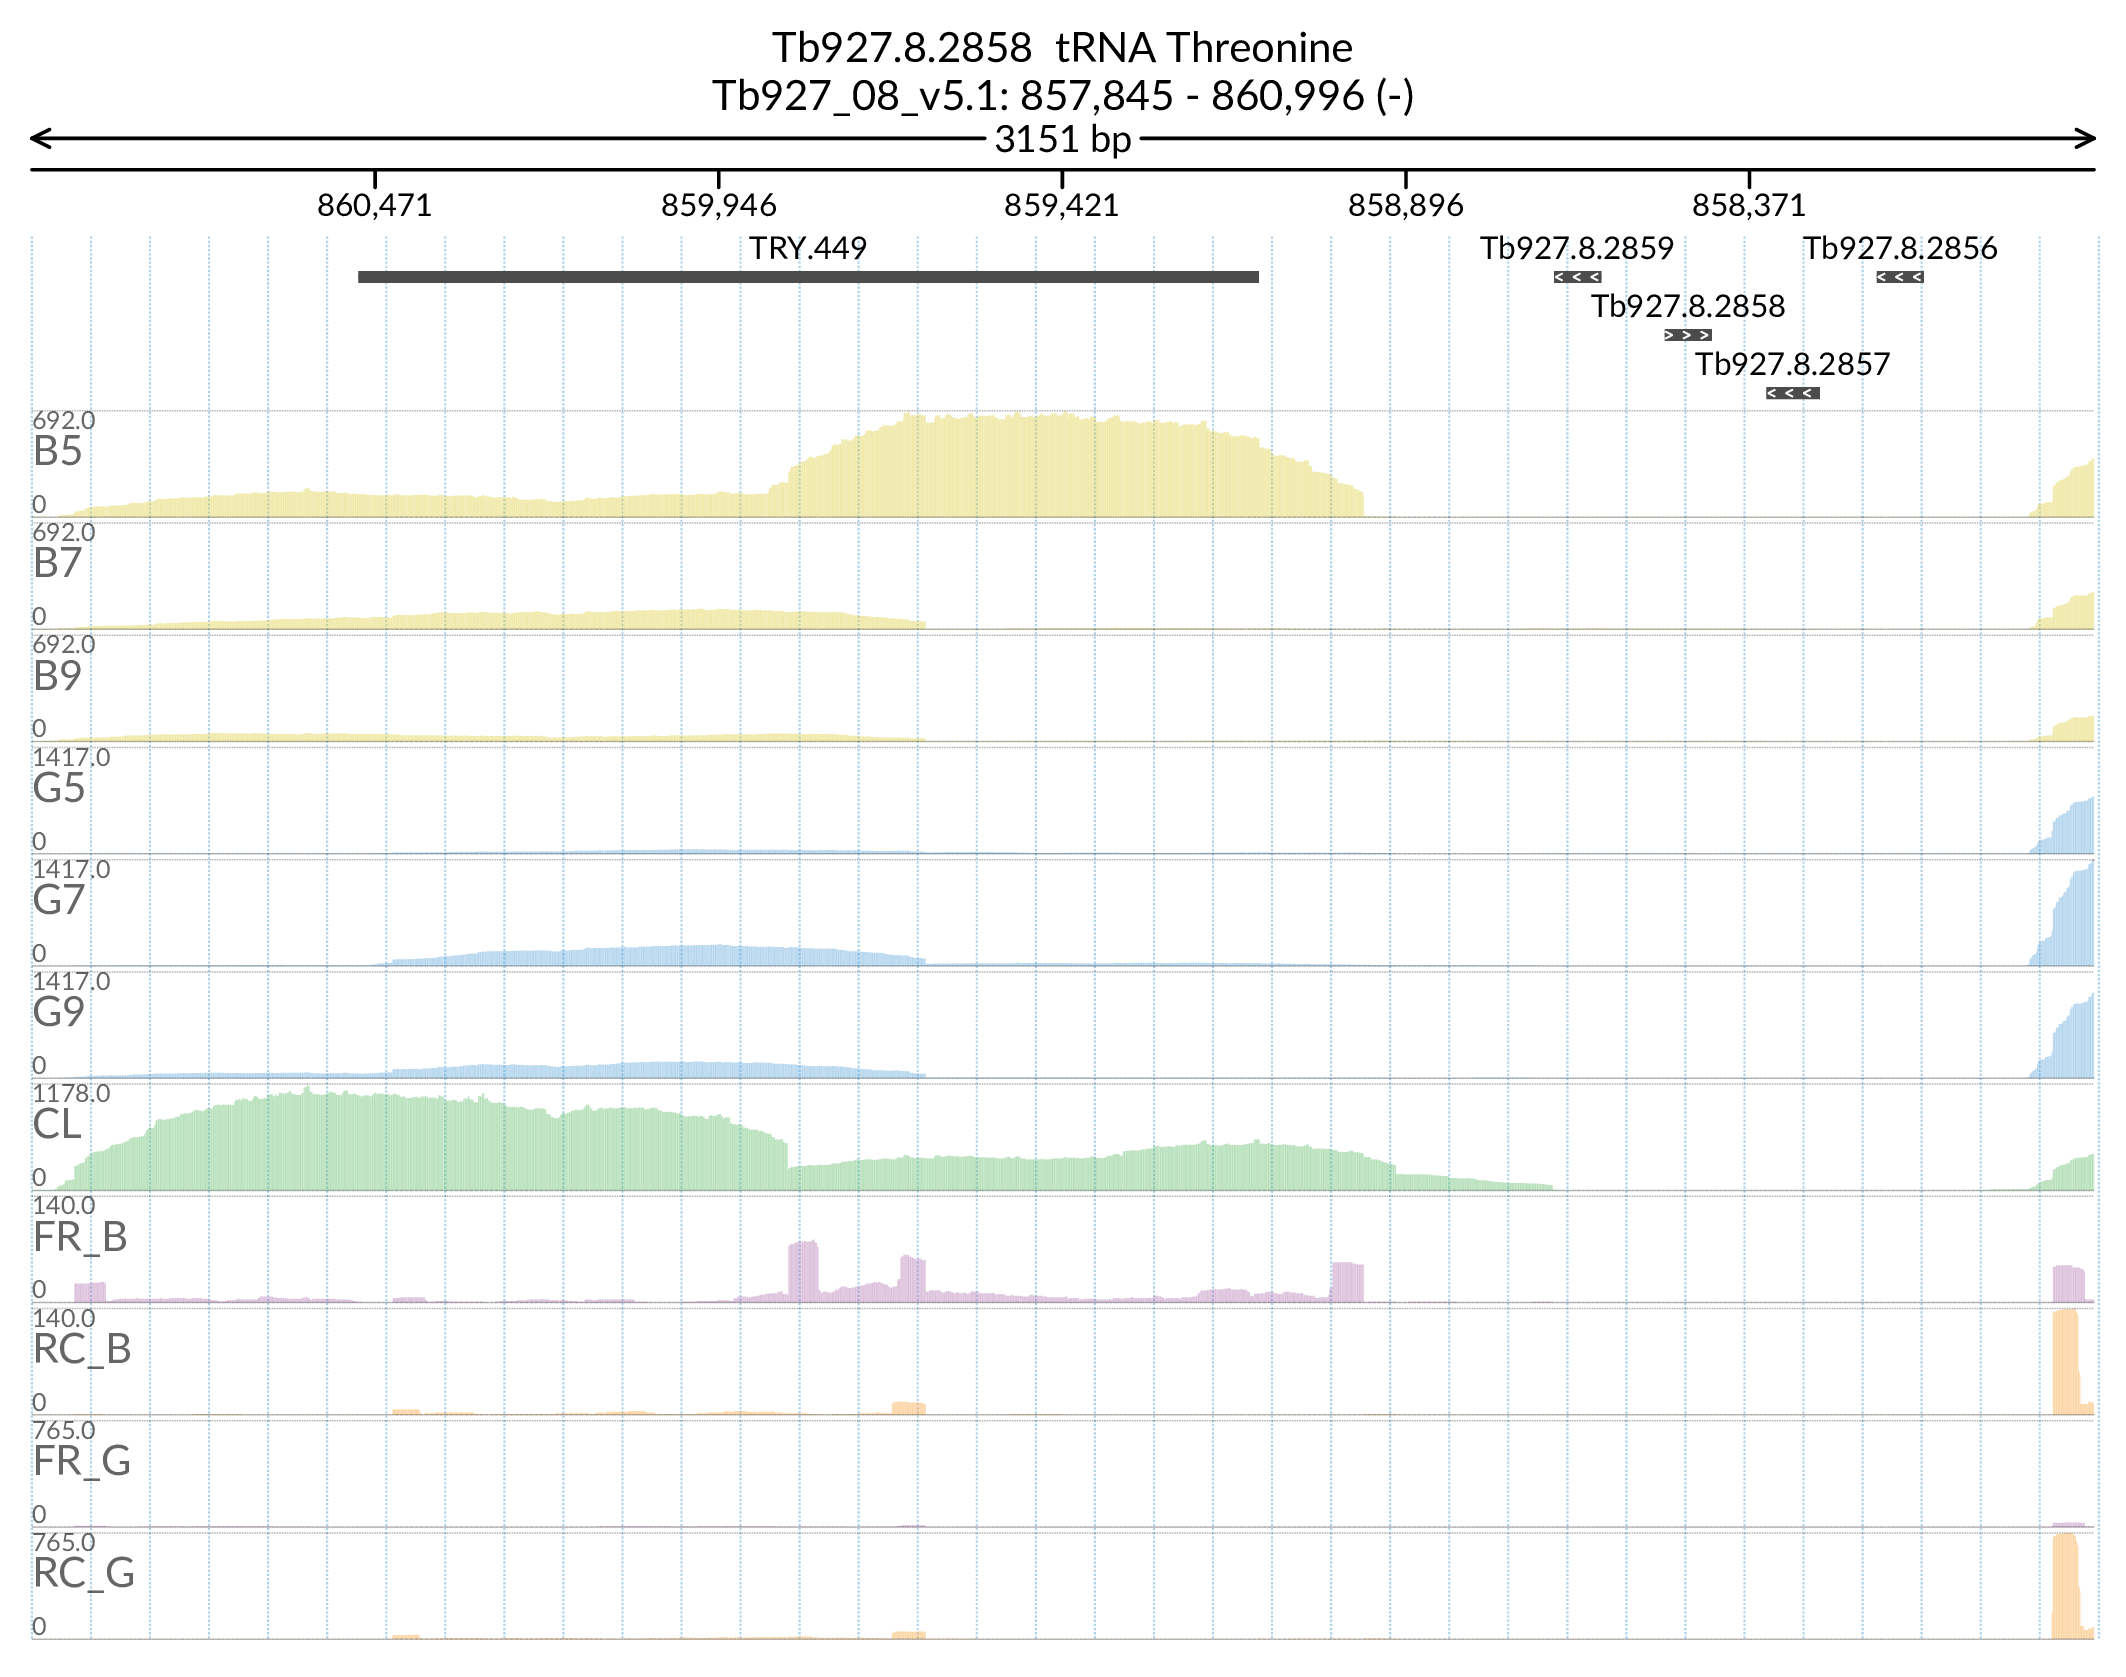 Tb927.8.2858 tRNA Threonine
Tb927_08_v5.1: 857,845 - 860,996 (-)
3151 bp
860,471 859,946 859,421 858,896 858,371
TRY.449 Tb927.8.2859 Tb927.8.2856
Tb927.8.2858
Tb927.8.2857
692.0
B5
0
692.0
B7
0
692.0
B9
0
1417.0
G5
0
1417.0
G7
0
1417.0
G9
0
1178.0
CL
0
140.0
FR_B
0
140.0
RC_B
0
765.0
FR_G
0
765.0
RC_G
0